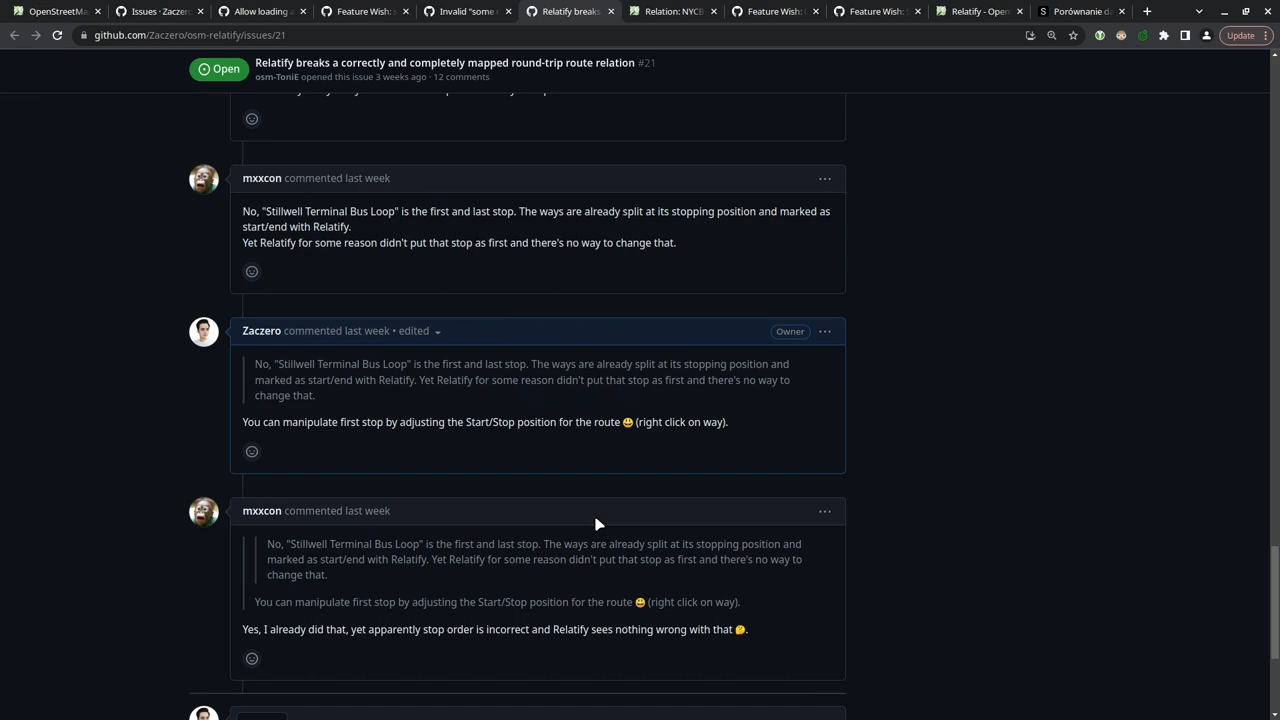 OpenStreetMa
Issues · Zaczero
Allow loading a
Feature Wish: s
Invalid "some r
Relatify breaks
Relation: NYCB
Feature Wish: C
Feature Wish: S
Relatify - Open
Porównanie da
github.com/Zaczero/osm-relatify/issues/21
Update
Open
Relatify breaks a correctly and completely mapped round-trip route relation #21
osm-ToniE opened this issue 3 weeks ago · 12 comments
mxxcon commented last week
No, "Stillwell Terminal Bus Loop" is the first and last stop. The ways are already split at its stopping position and marked as
start/end with Relatify.
Yet Relatify for some reason didn't put that stop as first and there's no way to change that.
Zaczero commented last week • edited
Owner
No, "Stillwell Terminal Bus Loop" is the first and last stop. The ways are already split at its stopping position and
marked as start/end with Relatify. Yet Relatify for some reason didn't put that stop as first and there's no way to
change that.
You can manipulate first stop by adjusting the Start/Stop position for the route 😃 (right click on way).
mxxcon commented last week
No, "Stillwell Terminal Bus Loop" is the first and last stop. The ways are already split at its stopping position and
marked as start/end with Relatify. Yet Relatify for some reason didn't put that stop as first and there's no way to
change that.
You can manipulate first stop by adjusting the Start/Stop position for the route 😃 (right click on way).
Yes, I already did that, yet apparently stop order is incorrect and Relatify sees nothing wrong with that 🤔.